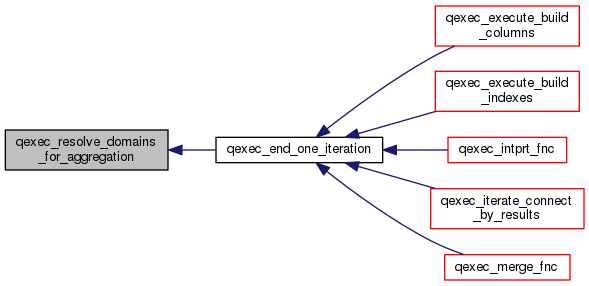 qexec_execute_build
_columns
qexec_execute_build
_indexes
qexec_resolve_domains
_for_aggregation
qexec_end_one_iteration
qexec_intprt_fnc
qexec_iterate_connect
_by_results
qexec_merge_fnc